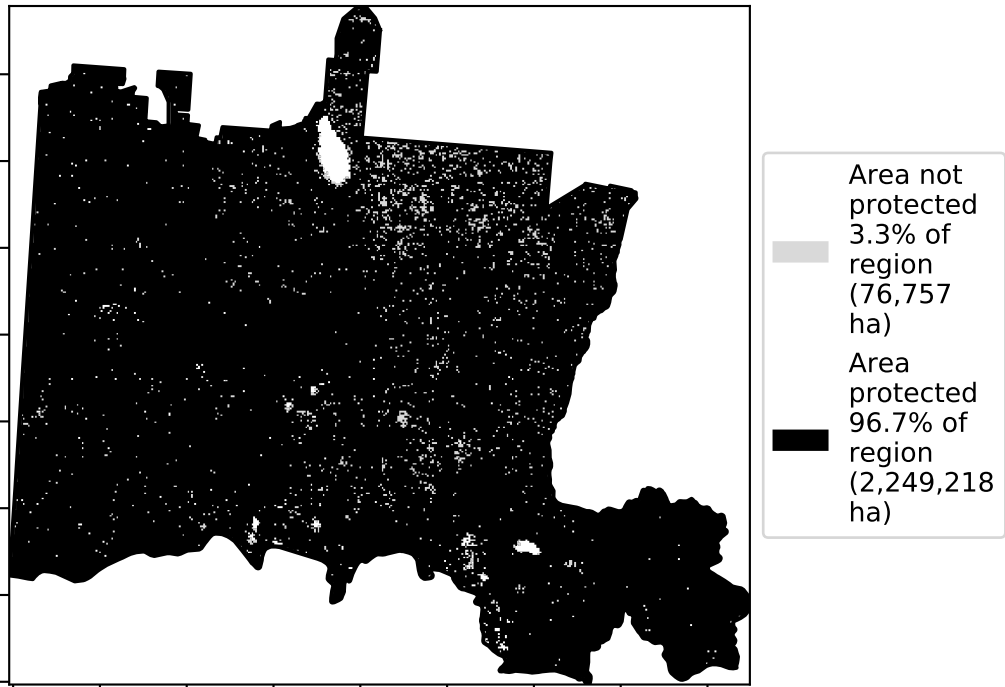 Area not
protected
3.3% of
region
(76,757
ha)
Area
protected
96.7% of
region
(2,249,218
ha)